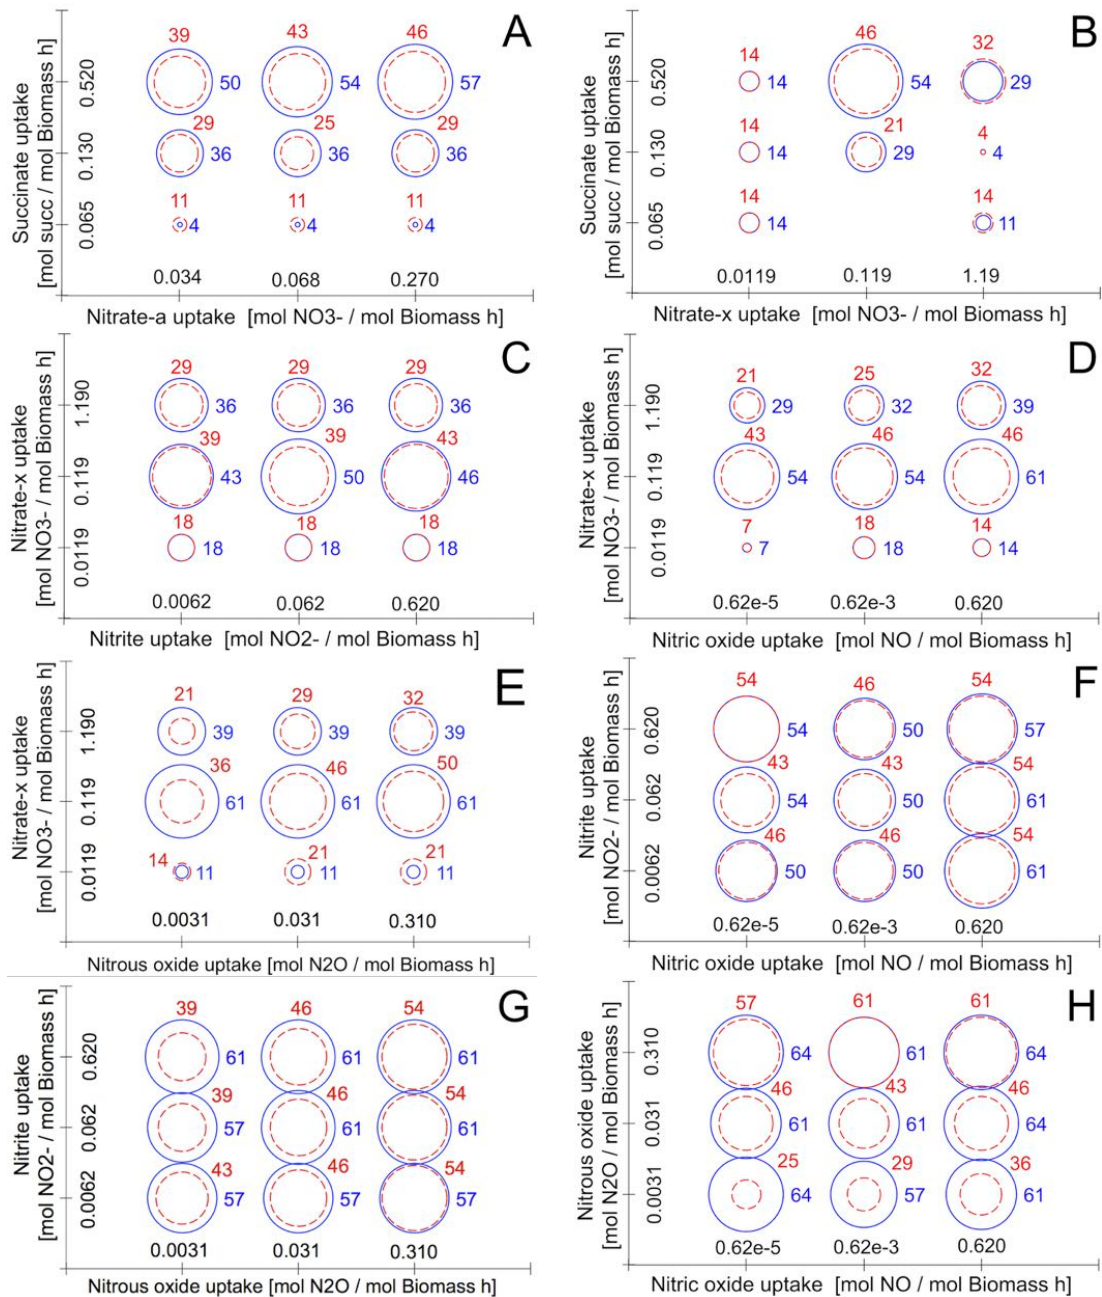 A
Succinate uptake
[mol succ / mol Biomass h]
0.520
0.130
0.065
39 43 46
50 54 57
29 25 29
36 36 36
11 11 11
4 4 4
0.034 0.068 0.270
Nitrate-a uptake [mol NO3- / mol Biomass h]
B
Succinate uptake
[mol succ / mol Biomass h]
0.520
0.130
0.065
14 46 32
14 54 29
14 21 4
14 29 4
14 14
14 11
0.0119 0.119 1.19
Nitrate-x uptake [mol NO3- / mol Biomass h]
C
Nitrate-x uptake
[mol NO3- / mol Biomass h]
1.190
0.119
0.0119
29 29 29
36 36 36
39 39 43
43 50 46
18 18 18
18 18 18
0.0062 0.062 0.620
Nitrite uptake [mol NO2- / mol Biomass h]
D
Nitrate-x uptake
[mol NO3- / mol Biomass h]
1.190
0.119
0.0119
21 25 32
29 32 39
43 46 46
54 54 61
7 18 14
7 18 14
0.62e-5 0.62e-3 0.620
Nitric oxide uptake [mol NO / mol Biomass h]
E
Nitrate-x uptake
[mol NO3- / mol Biomass h]
1.190
0.119
0.0119
21 29 32
39 39 39
36 46 50
61 61 61
14 21 21
11 11 11
0.0031 0.031 0.310
Nitrous oxide uptake [mol N2O / mol Biomass h]
F
Nitrite uptake
[mol NO2- / mol Biomass h]
0.620
0.062
0.0062
54 46 54
54 50 57
43 43 54
54 50 61
46 46 54
50 50 61
0.62e-5 0.62e-3 0.620
Nitric oxide uptake [mol NO / mol Biomass h]
G
Nitrite uptake
[mol NO2- / mol Biomass h]
0.620
0.062
0.0062
39 46 54
61 61 61
39 46 54
57 61 61
43 46 54
57 57 57
0.0031 0.031 0.310
Nitrous oxide uptake [mol N2O / mol Biomass h]
H
Nitrous oxide uptake
[mol N2O / mol Biomass h]
0.310
0.031
0.0031
57 61 61
64 61 64
46 43 46
61 61 64
25 29 36
64 57 61
0.62e-5 0.62e-3 0.620
Nitric oxide uptake [mol NO / mol Biomass h]